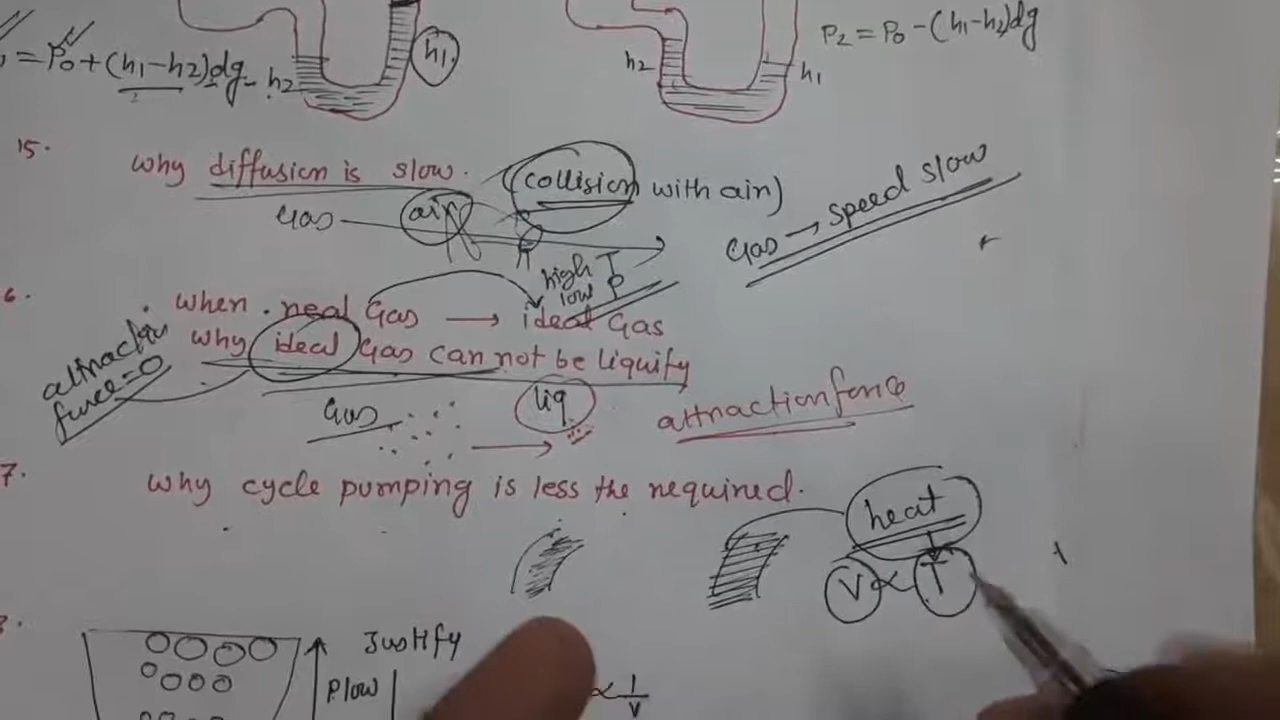 = P₀+(h₁-h₂)dg
h₂
h₁
h₂
h₁
P₂ = P₀ - (h₁-h₂)dg
15.
Why diffusion is slow.
(collision with air)
Gas
air
Gas → speed slow
high T
low P
6.
When real Gas → ideal Gas
why ideal Gas can not be liquify
attraction
force=0
Gas
→
liq
attraction force
7.
Why cycle pumping is less the required.
heat
V ∝ T
Justify
P low
∝ 1/V